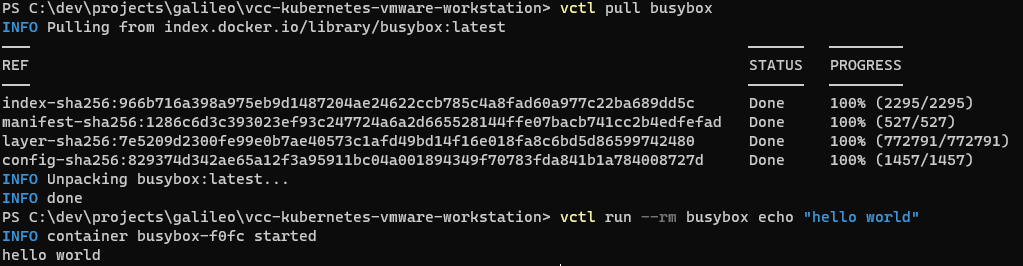 PS C:\dev\projects\galileo\vcc-kubernetes-vmware-workstation> vctl pull busybox
INFO Pulling from index.docker.io/library/busybox:latest
REF STATUS PROGRESS
index-sha256:966b716a398a975eb9d1487204ae24622ccb785c4a8fad60a977c22ba689dd5c Done 100% (2295/2295)
manifest-sha256:1286c6d3c393023ef93c247724a6a2d665528144ffe07bacb741cc2b4edfefad Done 100% (527/527)
layer-sha256:7e5209d2300fe99e0b7ae40573c1afd49bd14f16e018fa8c6bd5d86599742480 Done 100% (772791/772791)
config-sha256:829374d342ae65a12f3a95911bc04a001894349f70783fda841b1a784008727d Done 100% (1457/1457)
INFO Unpacking busybox:latest...
INFO done
PS C:\dev\projects\galileo\vcc-kubernetes-vmware-workstation> vctl run --rm busybox echo "hello world"
INFO container busybox-f0fc started
hello world